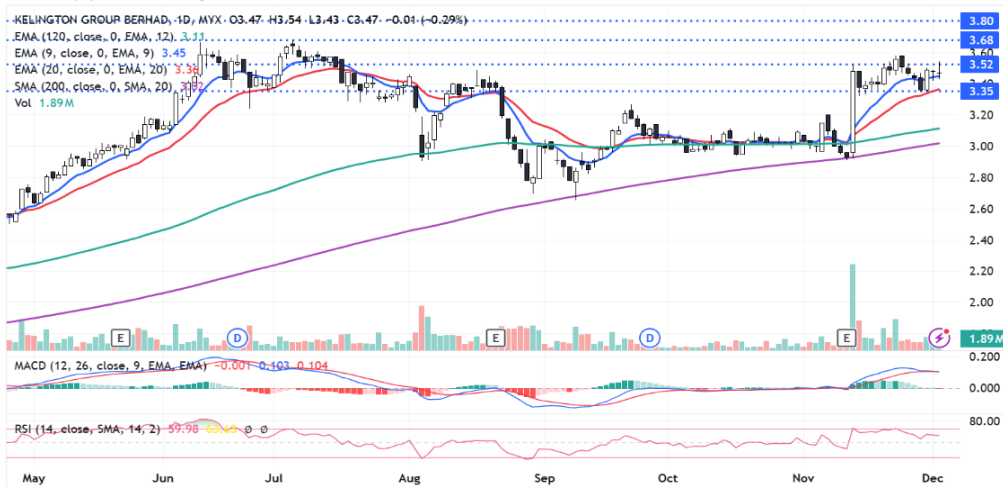 KELINGTON GROUP BERHAD, 1D, MYX O3.47 H3.54 L3.43 C3.47 -0.01 (-0.29%)
EMA (120, close, 0, EMA, 12) 3.11
EMA (9, close, 0, EMA, 9) 3.45
EMA (20, close, 0, EMA, 20) 3.36
SMA (200, close, 0, SMA, 20) 3.02
Vol 1.89M
3.80
3.68
3.52
3.40
3.35
3.20
3.00
2.80
2.60
2.40
2.20
2.00
1.89M
E D E D E
MACD (12, 26, close, 9, EMA, EMA) -0.001 0.103 0.104
0.200
0.000
RSI (14, close, SMA, 14, 2) 59.98 63.63 Ø Ø
80.00
May Jun Jul Aug Sep Oct Nov Dec